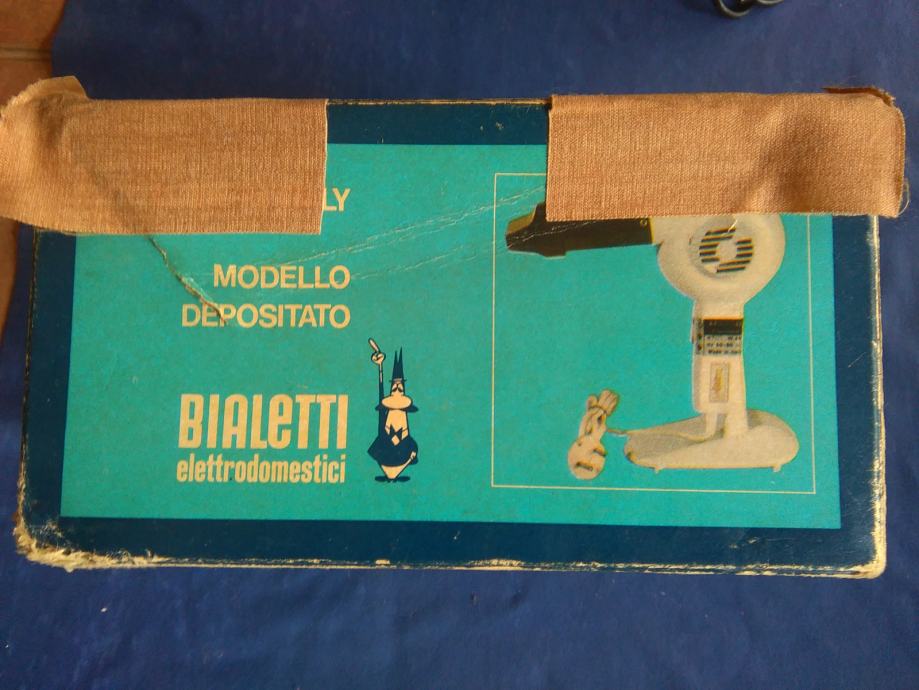 LY
MODELLO
DEPOSITATO
BIALETTI
elettrodomestici